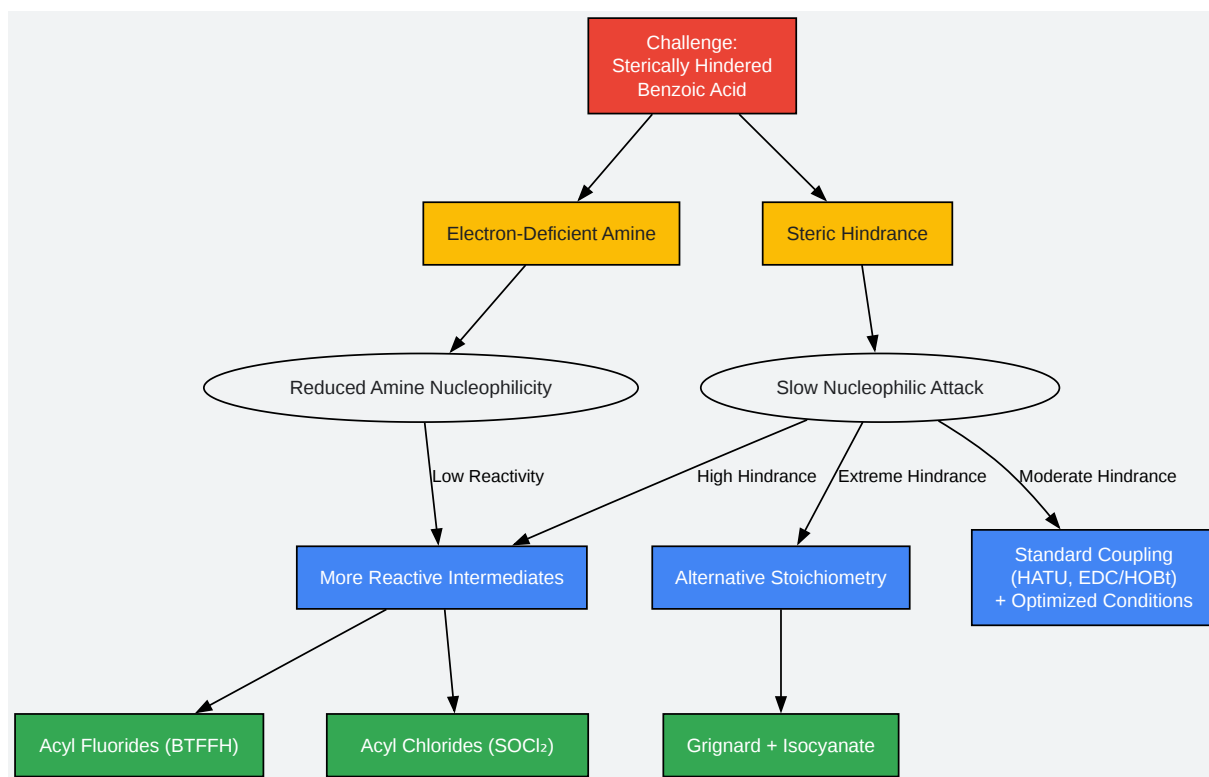 Challenge:
Sterically Hindered
Benzoic Acid
Electron-Deficient Amine
Steric Hindrance
Reduced Amine Nucleophilicity
Slow Nucleophilic Attack
Low Reactivity
High Hindrance
Extreme Hindrance
Moderate Hindrance
More Reactive Intermediates
Alternative Stoichiometry
Standard Coupling
(HATU, EDC/HOBt)
+ Optimized Conditions
Acyl Fluorides (BTFFH)
Acyl Chlorides (SOCl₂)
Grignard + Isocyanate